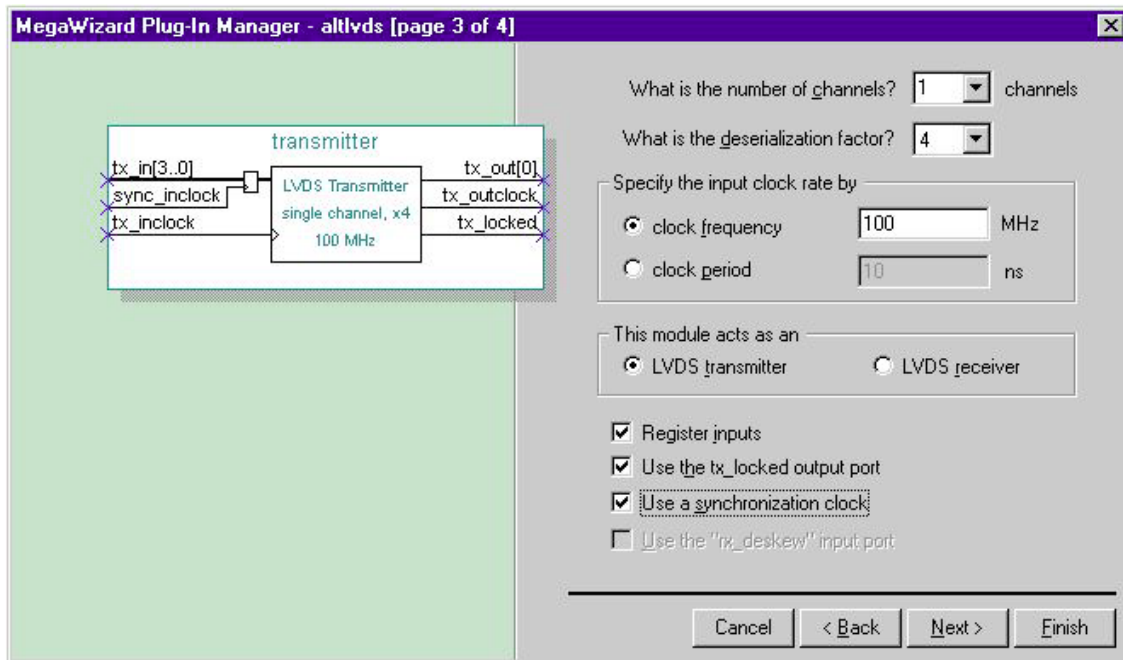 MegaWizard Plug-In Manager - altlvds [page 3 of 4]
transmitter
tx_in[3..0]
sync_inclock
tx_inclock
LVDS Transmitter
single channel, x4
100 MHz
tx_out[0]
tx_outclock
tx_locked
What is the number of channels? 1 channels
What is the deserialization factor? 4
Specify the input clock rate by
clock frequency 100 MHz
clock period 10 ns
This module acts as an
LVDS transmitter LVDS receiver
Register inputs
Use the tx_locked output port
Use a synchronization clock
Use the "rx_deskew" input port
Cancel < Back Next > Finish